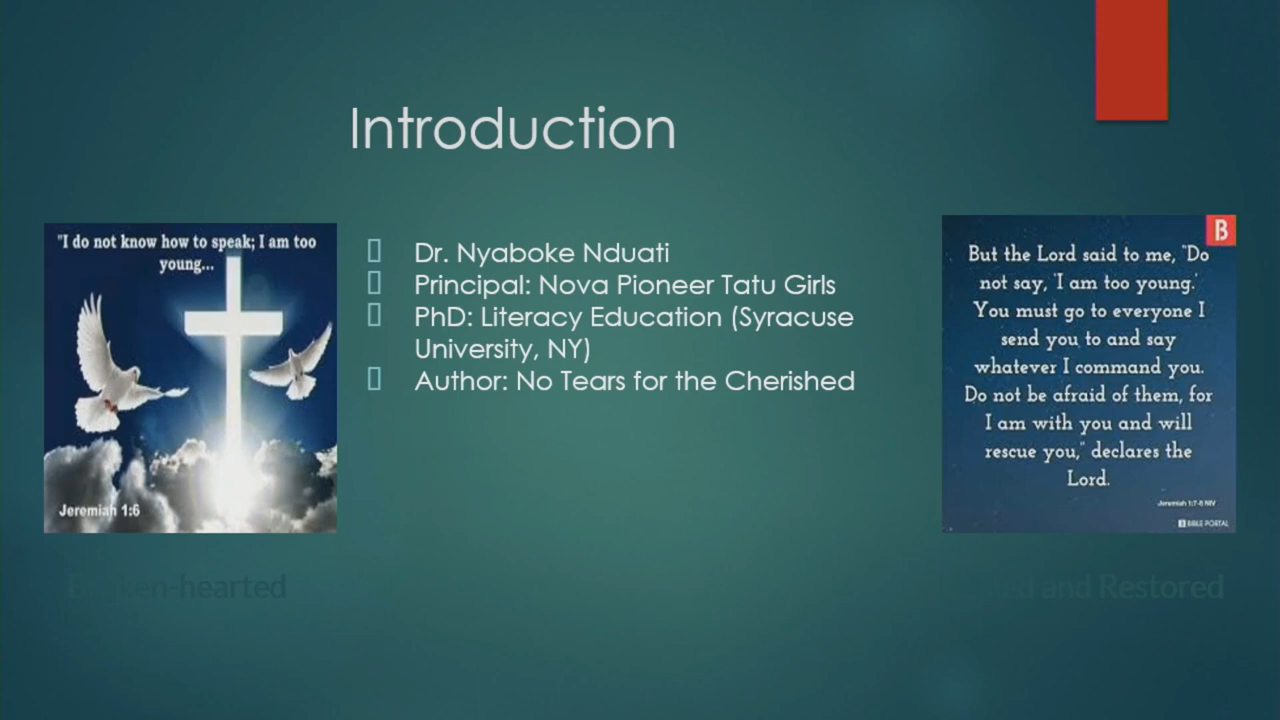 Introduction
"I do not know how to speak; I am too
young...
Jeremiah 1:6
Dr. Nyaboke Nduati
Principal: Nova Pioneer Tatu Girls
PhD: Literacy Education (Syracuse
University, NY)
Author: No Tears for the Cherished
B
But the Lord said to me, "Do
not say, 'I am too young.'
You must go to everyone I
send you to and say
whatever I command you.
Do not be afraid of them, for
I am with you and will
rescue you," declares the
Lord.
Jeremiah 1:7-8 NIV
BIBLE PORTAL
and Restored